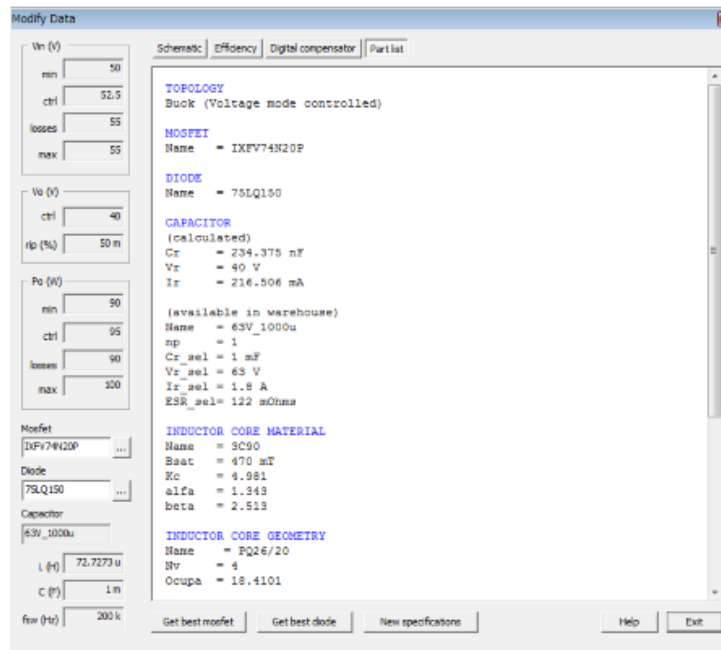 Modify Data
Vin (V)
min 50
ctrl 52.5
losses 55
max 55
Vo (V)
ctrl 40
rip (%) 50 m
Po (W)
min 90
ctrl 95
losses 90
max 100
Mosfet
IXFV74N20P ...
Diode
75LQ150 ...
Capacitor
63V_1000u
L (H) 72.7273 u
C (F) 1 m
fsw (Hz) 200 k
Schematic Efficiency Digital compensator Part list
TOPOLOGY
Buck (Voltage mode controlled)
MOSFET
Name = IXFV74N20P
DIODE
Name = 75LQ150
CAPACITOR
(calculated)
Cr = 234.375 nF
Vr = 40 V
Ir = 216.506 mA
(available in warehouse)
Name = 63V_1000u
np = 1
Cr_sel = 1 mF
Vr_sel= 63 V
Ir_sel = 1.8 A
ESR_sel= 122 mOhms
INDUCTOR CORE MATERIAL
Name = 3C90
Bsat = 470 mT
Kc = 4.981
alfa = 1.343
beta = 2.513
INDUCTOR CORE GEOMETRY
Name = PQ26/20
Nv = 4
Ocupa = 18.4101
Get best mosfet Get best diode New specifications Help Exit